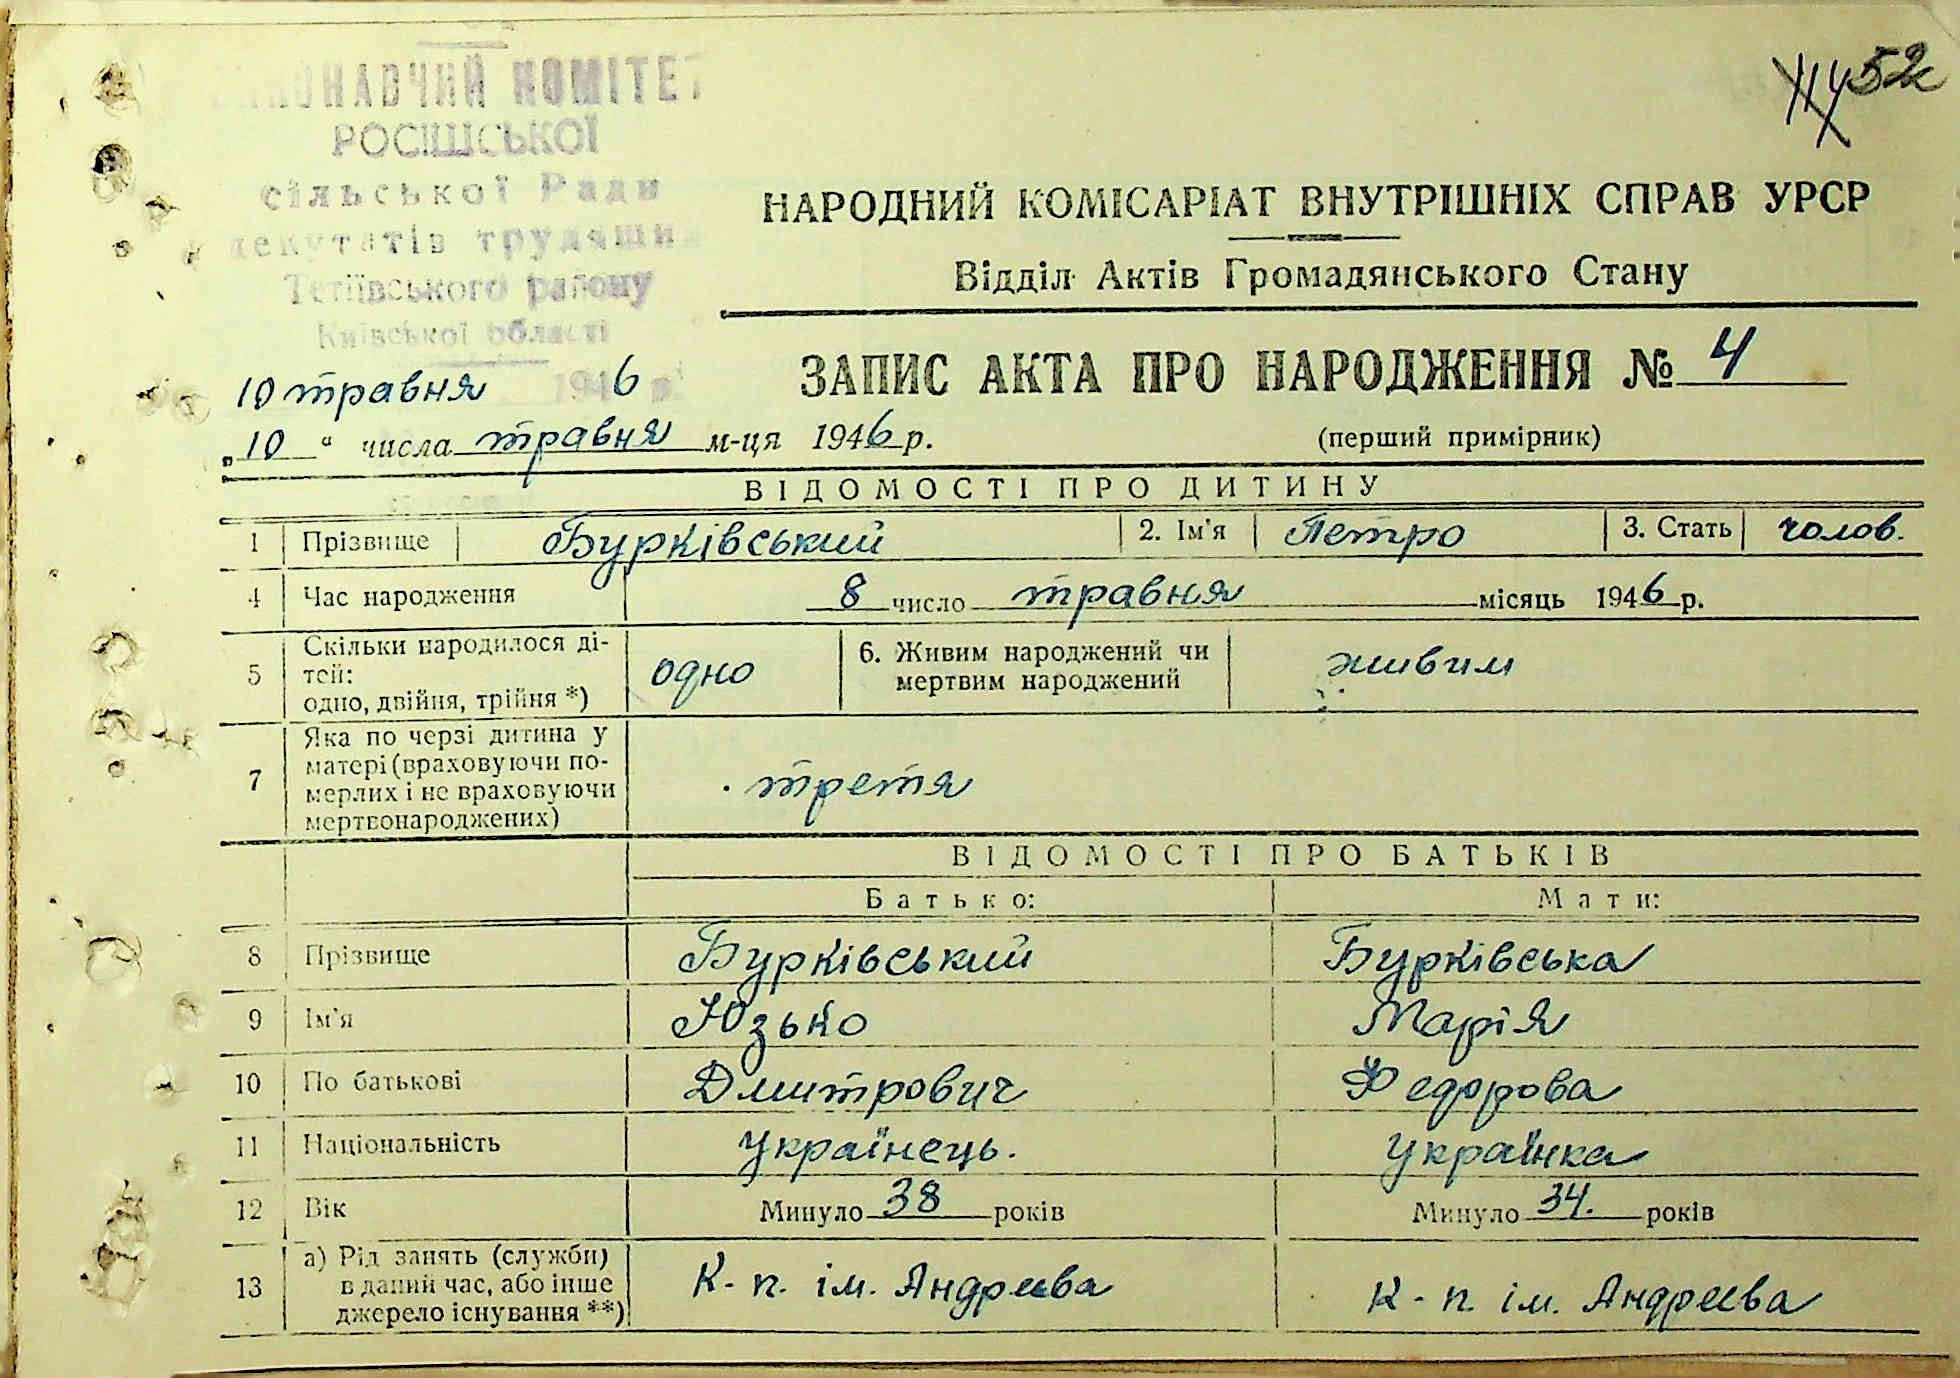 ВИКОНАВЧИЙ КОМІТЕТ
РОСІШСЬКОЇ
сільської Ради
депутатів трудящих
Тетіївського району
Київської області
10 травня 1946 р.
52
НАРОДНИЙ КОМІСАРІАТ ВНУТРІШНІХ СПРАВ УРСР
Відділ Актів Громадянського Стану
ЗАПИС АКТА ПРО НАРОДЖЕННЯ № 4
„10“ числа травня м-ця 1946 р.
(перший примірник)
ВІДОМОСТІ ПРО ДИТИНУ
1 Прізвище Бурківський 2. Ім'я Петро 3. Стать чолов.
4 Час народження 8 число травня місяць 1946 р.
5 Скільки народилося ді-
тей:
одно, двійня, трійня *) одно
6. Живим народжений чи
мертвим народжений живим
7 Яка по черзі дитина у
матері (враховуючи по-
мерлих і не враховуючи
мертвонароджених) третя
ВІДОМОСТІ ПРО БАТЬКІВ
Батько: Мати:
8 Прізвище Бурківський Бурківська
9 Ім'я Юзько Марія
10 По батькові Дмитрович Федорова
11 Національність Українець. Українка
12 Вік Минуло 38 років Минуло 34. років
13 а) Рід занять (служби)
в даний час, або інше
джерело існування **) К-п. ім. Андреєва К-п. ім. Андреєва